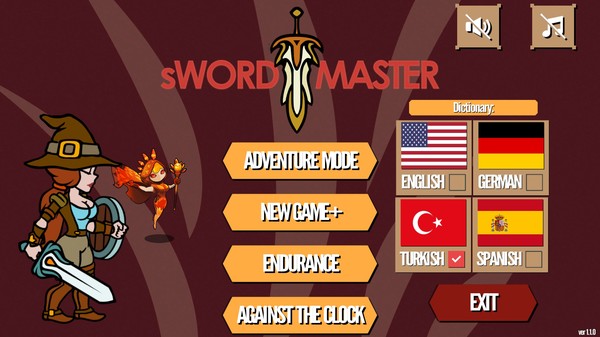 sWORD MASTER
Dictionary:
ENGLISH
GERMAN
TURKISH
SPANISH
ADVENTURE MODE
NEW GAME+
ENDURANCE
AGAINST THE CLOCK
EXIT
ver 1.1.0